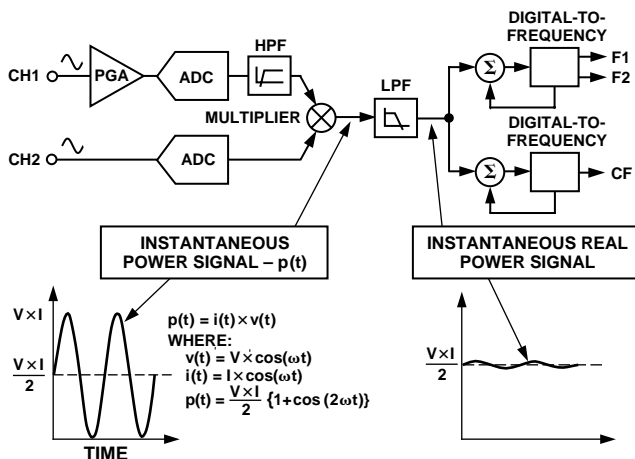 DIGITAL-TO-
FREQUENCY
HPF
CH1
PGA
ADC
Σ
F1
F2
LPF
MULTIPLIER
DIGITAL-TO-
FREQUENCY
CH2
ADC
Σ
CF
INSTANTANEOUS
POWER SIGNAL – p(t)
INSTANTANEOUS REAL
POWER SIGNAL
V × I
p(t) = i(t) × v(t)
WHERE:
v(t) = V × cos(ωt)
i(t) = I × cos(ωt)
p(t) = V × I / 2 {1+cos (2ωt)}
V × I
2
TIME
V × I
2